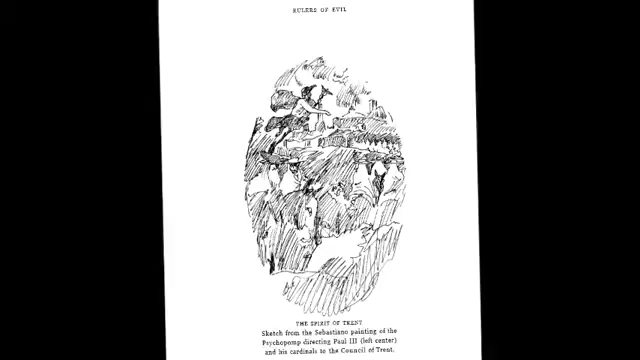 RULERS OF EVIL
THE SPIRIT OF TRENT
Sketch from the Sebastiano painting of the
Psychopomp directing Paul III (left center)
and his cardinals to the Council of Trent.